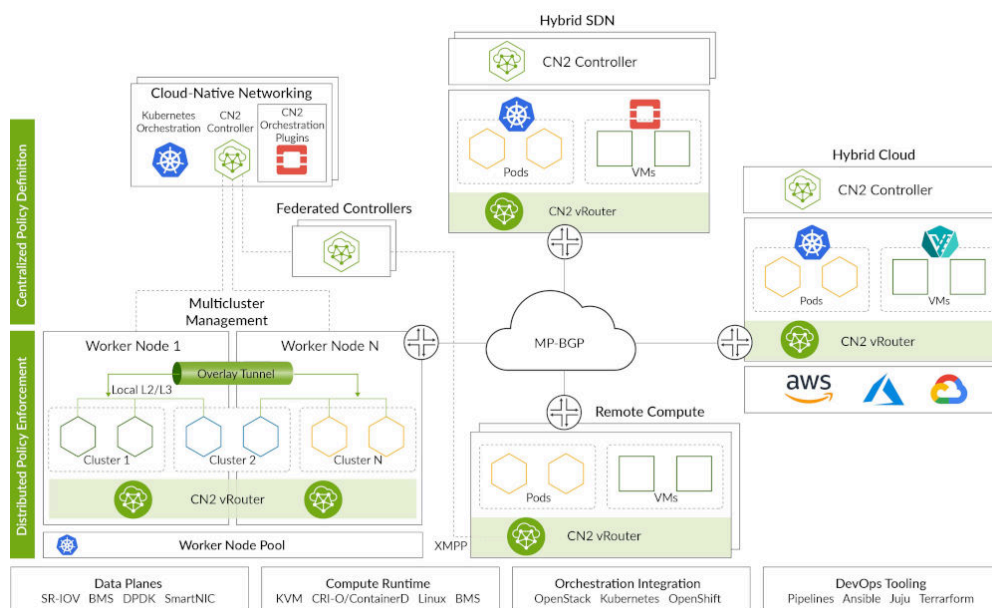 Hybrid SDN
CN2 Controller
Cloud-Native Networking
Kubernetes
Orchestration
CN2
Controller
CN2
Orchestration
Plugins
Pods
VMs
CN2 vRouter
Hybrid Cloud
CN2 Controller
Pods
VMs
CN2 vRouter
aws
Centralized Policy Definition
Federated Controllers
Multicluster
Management
MP-BGP
Distributed Policy Enforcement
Worker Node 1
Worker Node N
Overlay Tunnel
Local L2/L3
Cluster 1
Cluster 2
Cluster N
CN2 vRouter
Worker Node Pool
Remote Compute
Pods
VMs
XMPP
CN2 vRouter
Data Planes
SR-IOV BMS DPDK SmartNIC
Compute Runtime
KVM CRI-O/ContainerD Linux BMS
Orchestration Integration
OpenStack Kubernetes OpenShift
DevOps Tooling
Pipelines Ansible Juju Terrarform